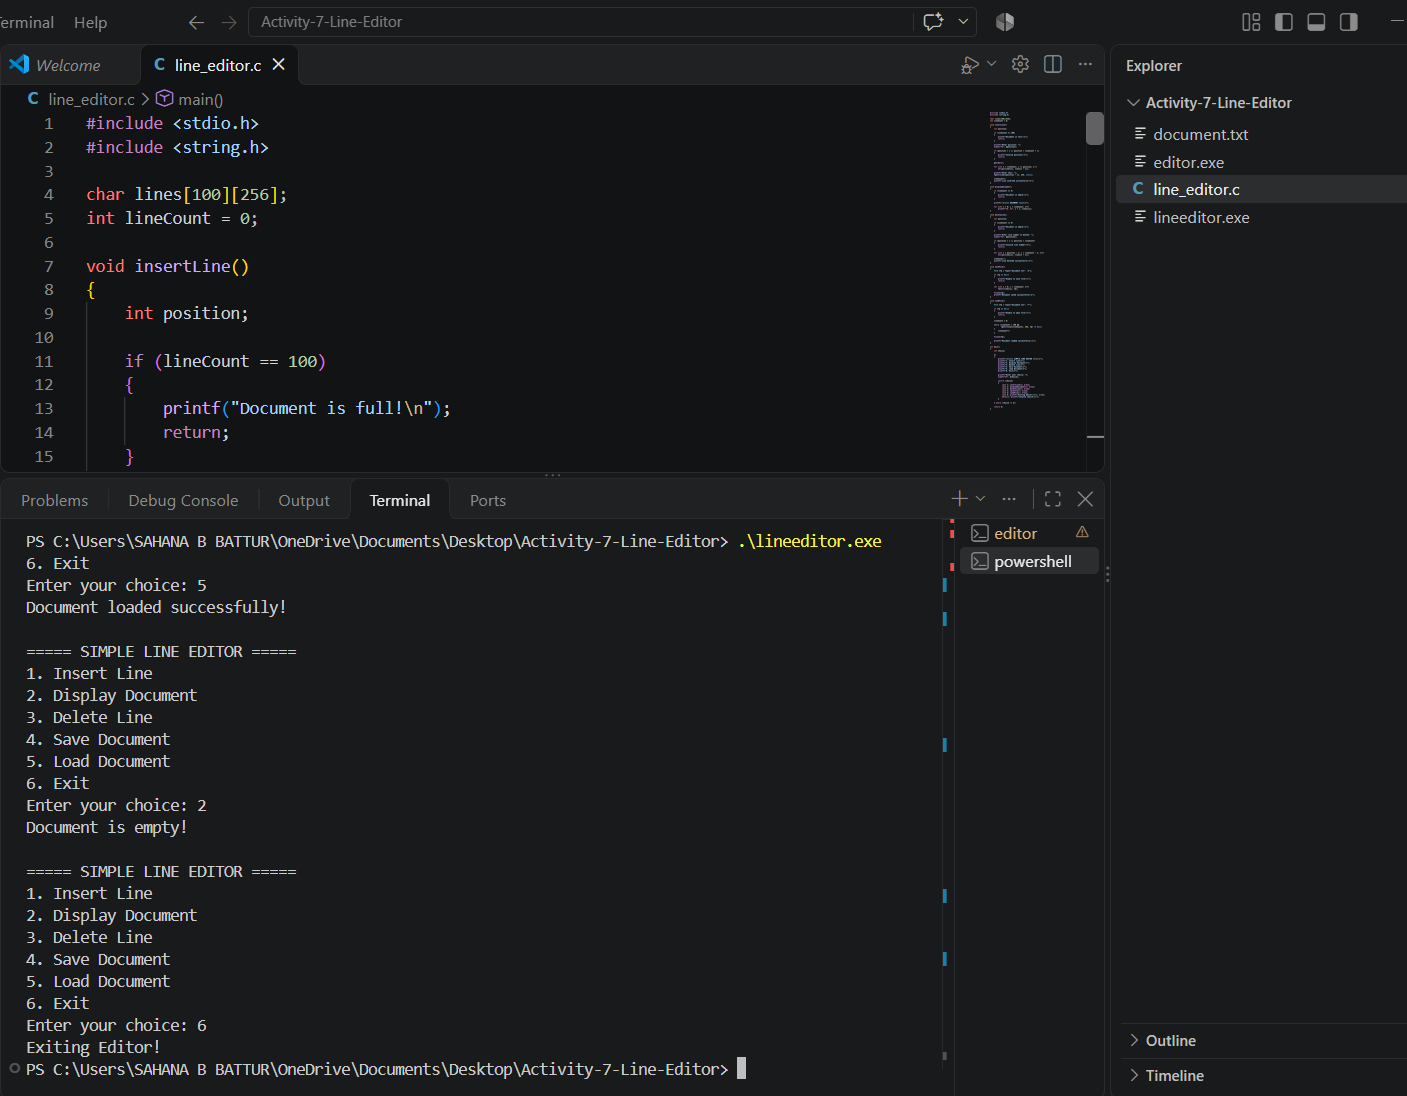 Terminal Help
Activity-7-Line-Editor
Welcome
C line_editor.c
C line_editor.c > main()
1 #include <stdio.h>
2 #include <string.h>
3
4 char lines[100][256];
5 int lineCount = 0;
6
7 void insertLine()
8 {
9 int position;
10
11 if (lineCount == 100)
12 {
13 printf("Document is full!\n");
14 return;
15 }
Problems
Debug Console
Output
Terminal
Ports
PS C:\Users\SAHANA B BATTUR\OneDrive\Documents\Desktop\Activity-7-Line-Editor> .\lineeditor.exe
6. Exit
Enter your choice: 5
Document loaded successfully!
===== SIMPLE LINE EDITOR =====
1. Insert Line
2. Display Document
3. Delete Line
4. Save Document
5. Load Document
6. Exit
Enter your choice: 2
Document is empty!
===== SIMPLE LINE EDITOR =====
1. Insert Line
2. Display Document
3. Delete Line
4. Save Document
5. Load Document
6. Exit
Enter your choice: 6
Exiting Editor!
PS C:\Users\SAHANA B BATTUR\OneDrive\Documents\Desktop\Activity-7-Line-Editor>
editor
powershell
Explorer
Activity-7-Line-Editor
document.txt
editor.exe
C line_editor.c
lineeditor.exe
Outline
Timeline